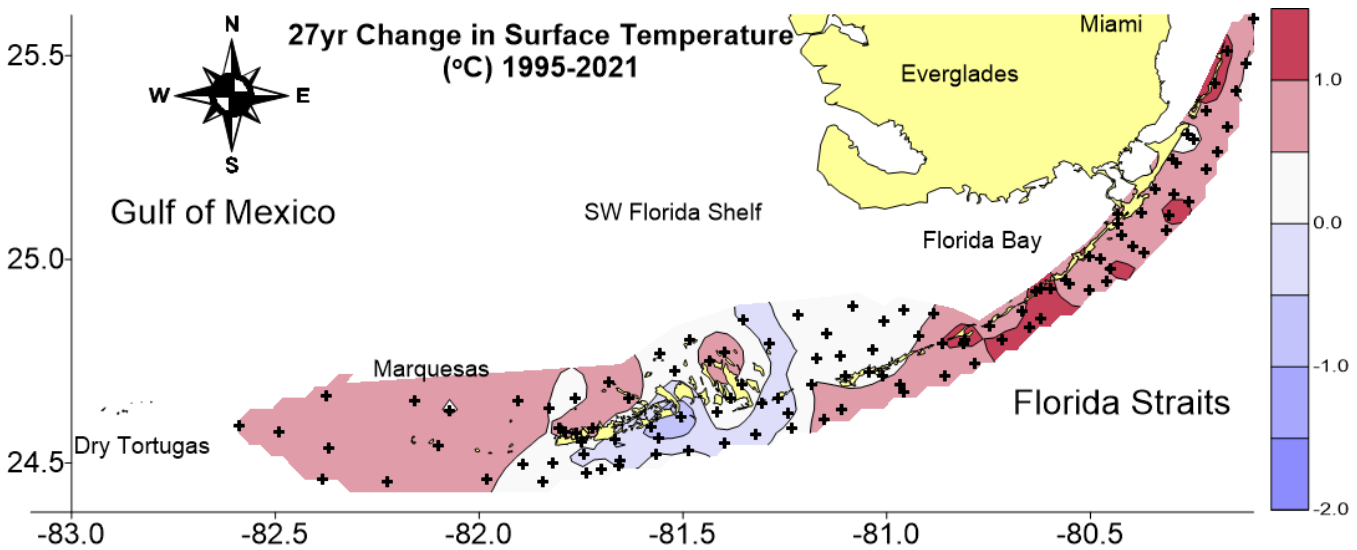 27yr Change in Surface Temperature
(oC) 1995-2021
N
W E
S
Miami
Everglades
Gulf of Mexico
SW Florida Shelf
Florida Bay
Marquesas
Dry Tortugas
Florida Straits
25.5
25.0
24.5
-83.0 -82.5 -82.0 -81.5 -81.0 -80.5
1.0
0.0
-1.0
-2.0